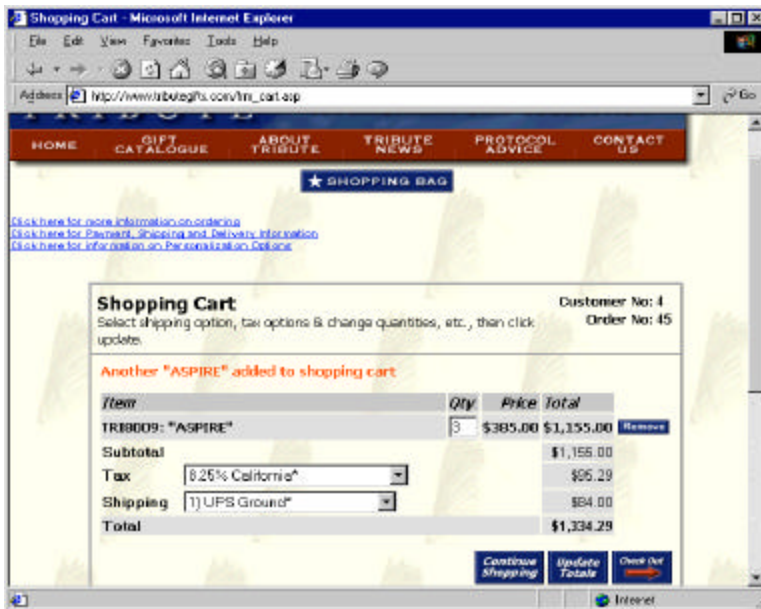 Shopping Cart - Microsoft Internet Explorer
File Edit View Favorites Tools Help
Address http://www.tributegifts.com/frm_cart.asp Go
TRIBUTE
HOME GIFT CATALOGUE ABOUT TRIBUTE TRIBUTE NEWS PROTOCOL ADVICE CONTACT US
★ SHOPPING BAG
Click here for more information on ordering
Click here for Payment, Shipping and Delivery Information
Click here for information on Personalization Options
Shopping Cart Customer No: 4
Select shipping option, tax options & change quantities, etc., then click Order No: 45
update.
Another "ASPIRE" added to shopping cart
Item Qty Price Total
TRI8009: "ASPIRE" 3 $385.00 $1,155.00 Remove
Subtotal $1,155.00
Tax 8.25% California* $95.29
Shipping 1) UPS Ground* $84.00
Total $1,334.29
Continue Shopping Update Totals Check Out
Internet